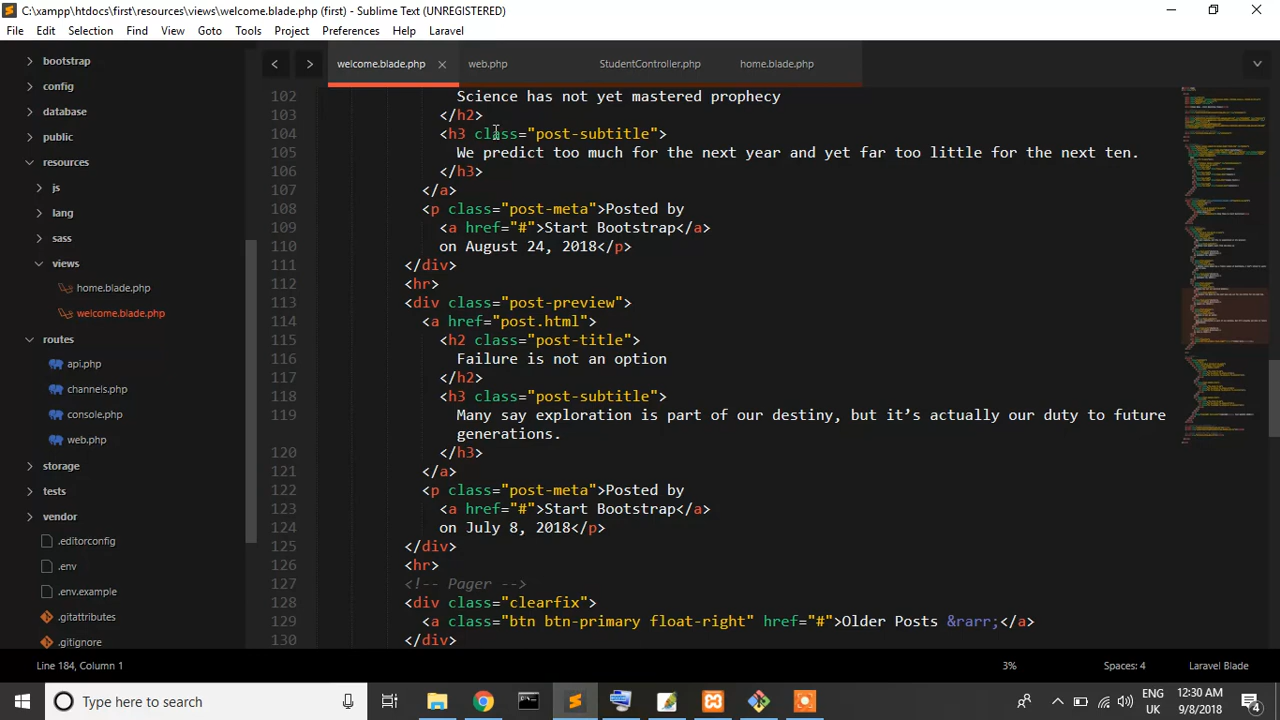 C:\xampp\htdocs\first\resources\views\welcome.blade.php (first) - Sublime Text (UNREGISTERED)
File Edit Selection Find View Goto Tools Project Preferences Help Laravel
bootstrap
config
database
public
resources
js
lang
sass
views
home.blade.php
welcome.blade.php
routes
api.php
channels.php
console.php
web.php
storage
tests
vendor
.editorconfig
.env
.env.example
.gitattributes
.gitignore
welcome.blade.php web.php StudentController.php home.blade.php
102 Science has not yet mastered prophecy
103 </h2>
104 <h3 class="post-subtitle">
105 We predict too much for the next year and yet far too little for the next ten.
106 </h3>
107 </a>
108 <p class="post-meta">Posted by
109 <a href="#">Start Bootstrap</a>
110 on August 24, 2018</p>
111 </div>
112 <hr>
113 <div class="post-preview">
114 <a href="post.html">
115 <h2 class="post-title">
116 Failure is not an option
117 </h2>
118 <h3 class="post-subtitle">
119 Many say exploration is part of our destiny, but it’s actually our duty to future
generations.
120 </h3>
121 </a>
122 <p class="post-meta">Posted by
123 <a href="#">Start Bootstrap</a>
124 on July 8, 2018</p>
125 </div>
126 <hr>
127 <!-- Pager -->
128 <div class="clearfix">
129 <a class="btn btn-primary float-right" href="#">Older Posts &rarr;</a>
130 </div>
Line 184, Column 1 3% Spaces: 4 Laravel Blade
Type here to search
ENG
UK
12:30 AM
9/8/2018
4